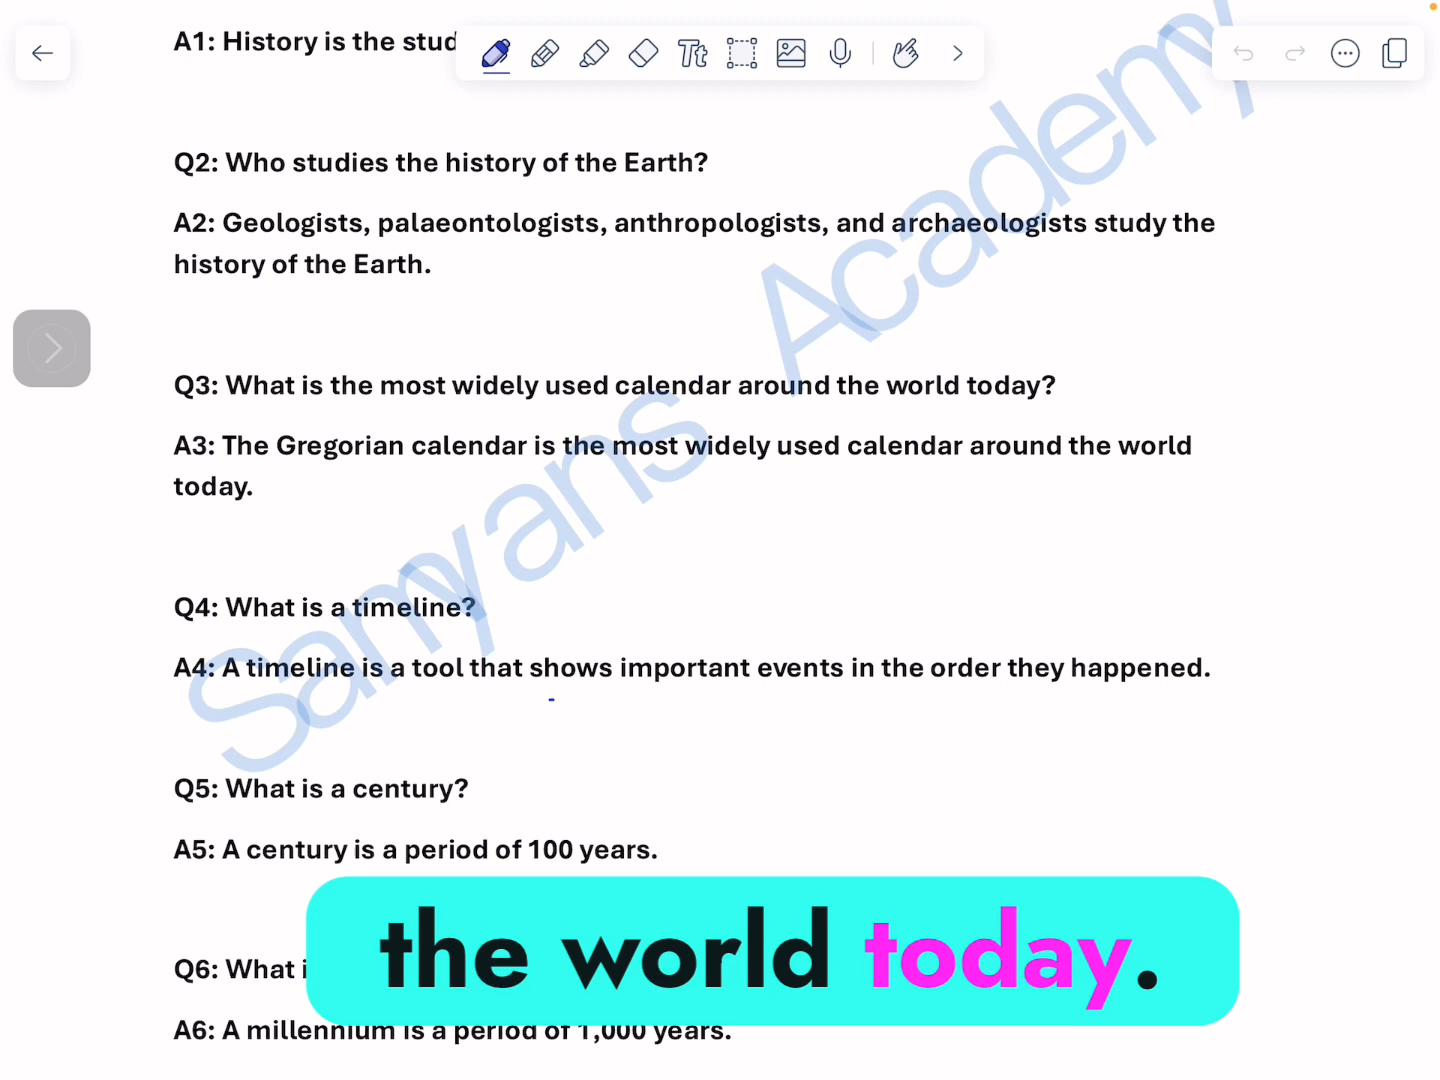 A1: History is the stud
Tt
Q2: Who studies the history of the Earth?
A2: Geologists, palaeontologists, anthropologists, and archaeologists study the
history of the Earth.
Q3: What is the most widely used calendar around the world today?
A3: The Gregorian calendar is the most widely used calendar around the world
today.
Q4: What is a timeline?
A4: A timeline is a tool that shows important events in the order they happened.
Q5: What is a century?
A5: A century is a period of 100 years.
Q6: What i
the world today.
A6: A millennium is a period of 1,000 years.
Samyans Academy